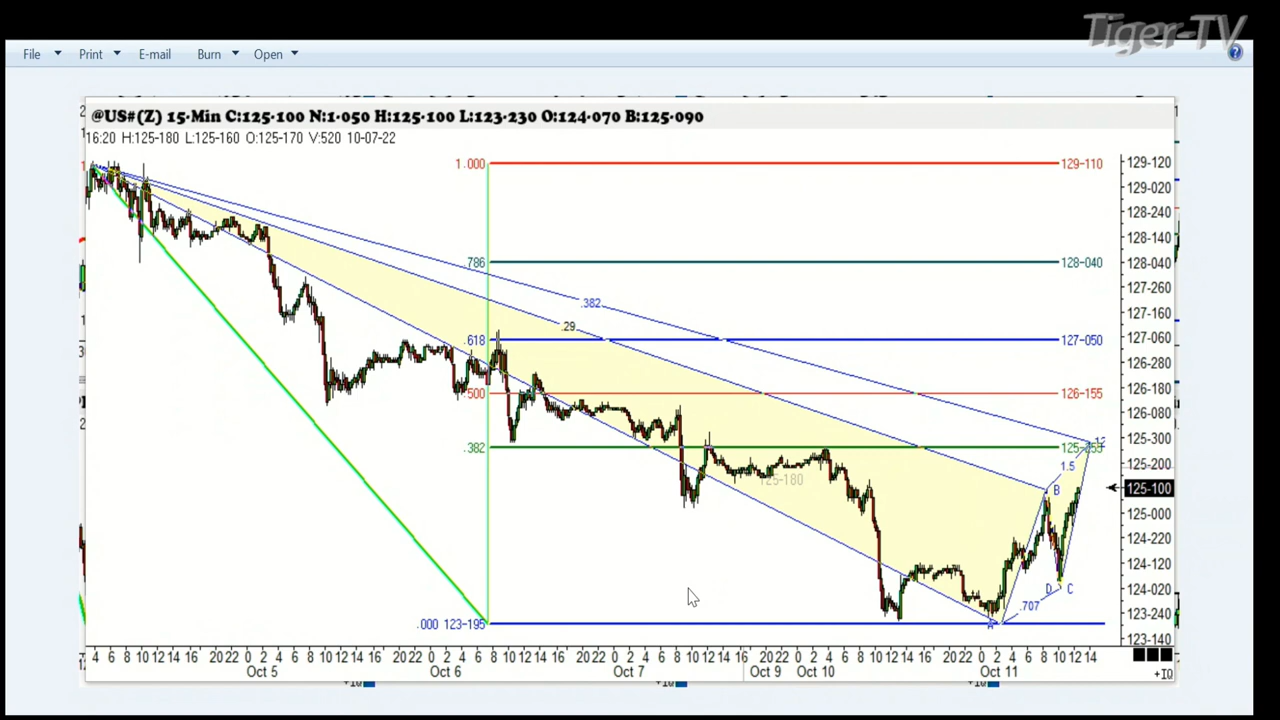 Tiger-TV
File Print E-mail Burn Open
@US#(Z) 15-Min C:125-100 N:1-050 H:125-100 L:123-230 O:124-070 B:125-090
16:20 H:125-180 L:125-160 O:125-170 V:520 10-07-22
1.000 129-110 129-120
129-020
128-240
128-140
.786 128-040 128-040
127-260
.382
.29
.618 127-050 127-060
126-280
.500 126-155 126-180
126-080
125-300
.382
1.5 125-200
125-180
B 125-100
125-000
124-220
124-120
D C 124-020
.707
.000 123-195 A 123-240
123-140
4 6 8 10 12 14 16 20 22 0 2 4 6 8 10 12 14 16 20 22 0 2 4 6 8 10 12 14 16 20 22 0 2 4 6 8 10 12 14 16 20 22 0 2 4 6 8 10 12 14 16 20 22 0 2 4 6 8 10 12 14
Oct 5 Oct 6 Oct 7 Oct 9 Oct 10 Oct 11
+IQ